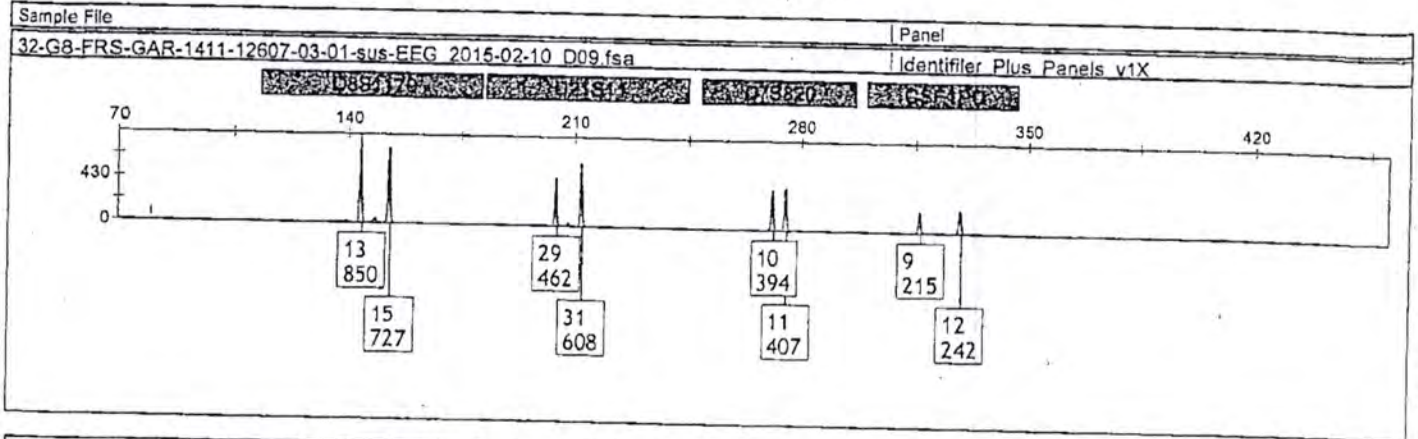 Sample File Panel
32-G8-FRS-GAR-1411-12607-03-01-sus-EEG 2015-02-10 D09.fsa Identifiler Plus Panels v1X
D8S1179 D21S11 D7S820 CSF1PO
70 140 210 280 350 420
430
0
13 29 10 9
850 462 394 215
15 31 11 12
727 608 407 242